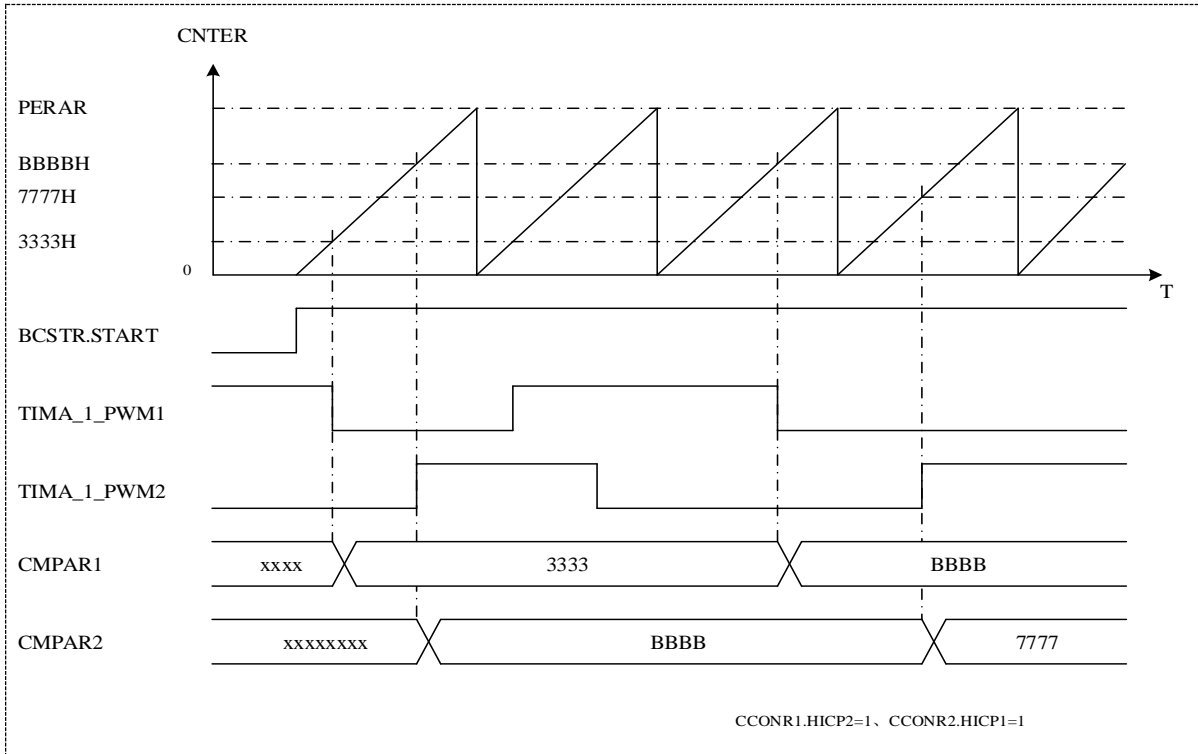 CNTER
PERAR
BBBBH
7777H
3333H
0
T
BCSTR.START
TIMA_1_PWM1
TIMA_1_PWM2
CMPAR1 xxxx 3333 BBBB
CMPAR2 xxxxxxxx BBBB 7777
CCONR1.HICP2=1、CCONR2.HICP1=1